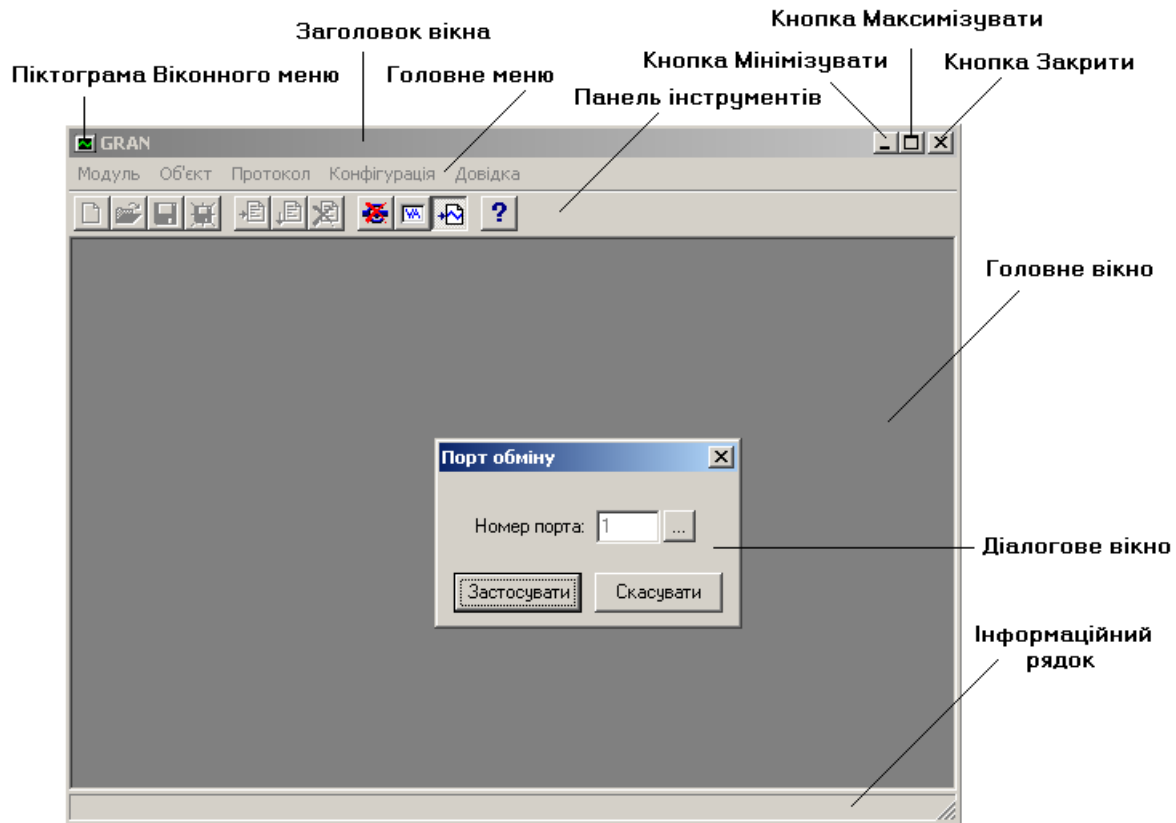 Кнопка Максимізувати
Заголовок вікна
Кнопка Мінімізувати
Кнопка Закрити
Піктограма Віконного меню
Головне меню
Панель інструментів
GRAN
Модуль Об'єкт Протокол Конфігурація Довідка
VA
?
Головне вікно
Порт обміну
Номер порта: 1 ...
Діалогове вікно
Застосувати Скасувати
Інформаційний
рядок